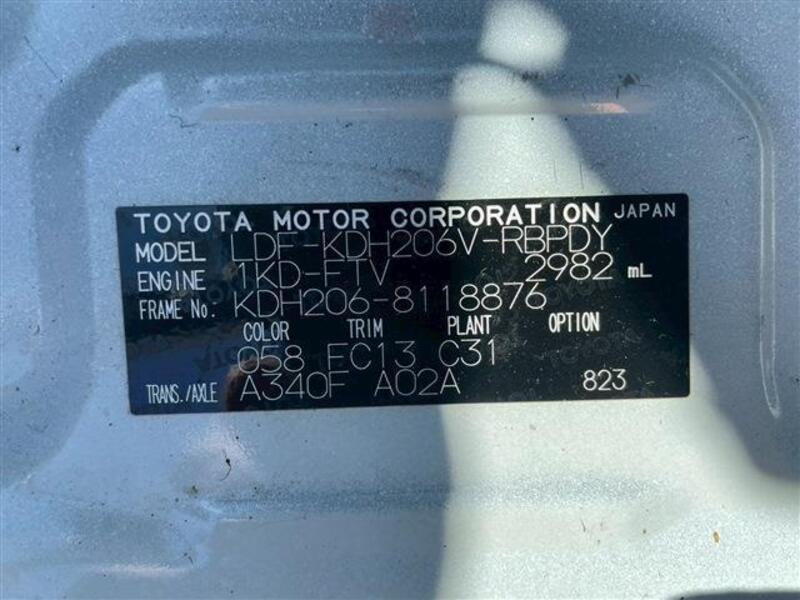 TOYOTA MOTOR CORPORATION JAPAN
MODEL LDF-KDH206V-RBPDY
ENGINE 1KD-FTV 2982 mL
FRAME No. KDH206-8118876
COLOR TRIM PLANT OPTION
058 FC13 C31
TRANS./AXLE A340F A02A 823